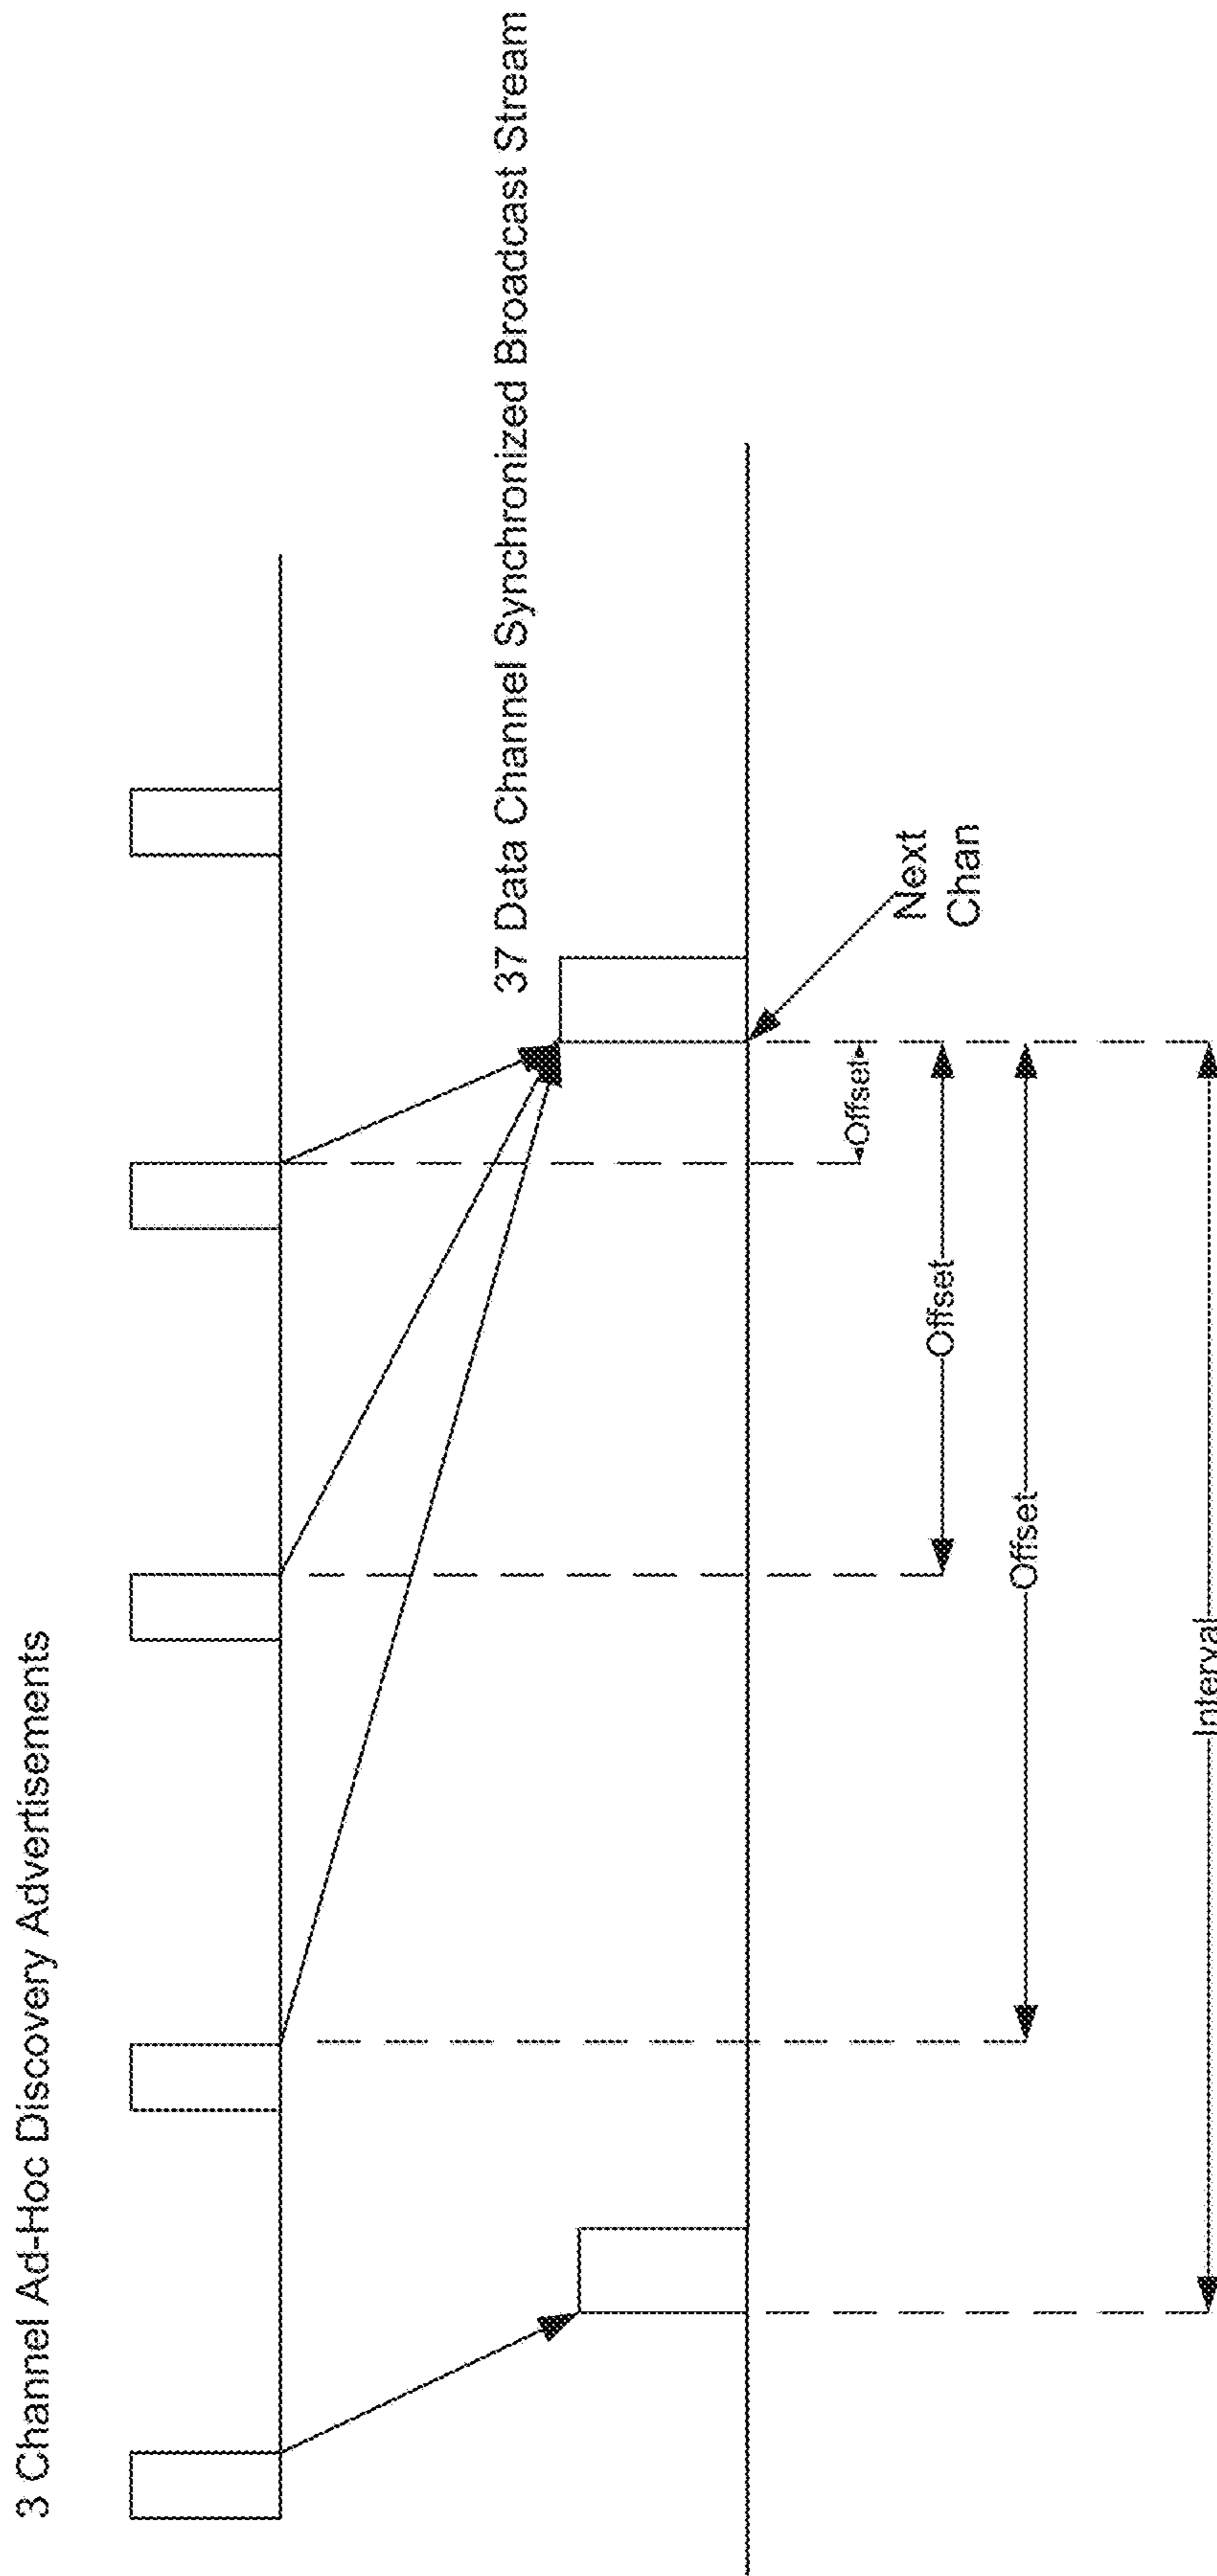 3 Channel Ad-Hoc Discovery Advertisements
37 Data Channel Synchronized Broadcast Stream
Next
Chan
Offset
Offset
Offset
Interval